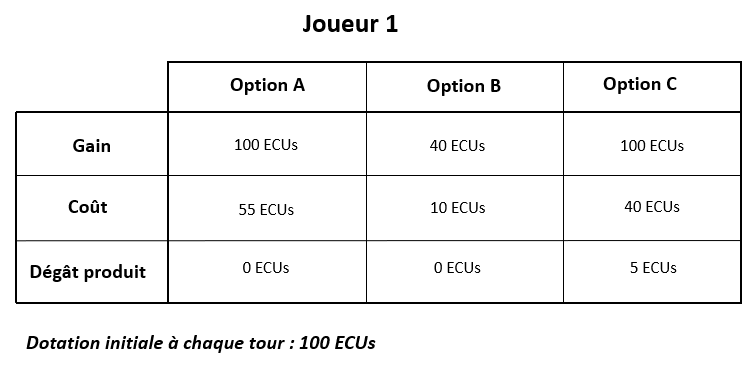 Joueur 1
Option A Option B Option C
Gain 100 ECUs 40 ECUs 100 ECUs
Coût 55 ECUs 10 ECUs 40 ECUs
Dégât produit 0 ECUs 0 ECUs 5 ECUs
Dotation initiale à chaque tour : 100 ECUs